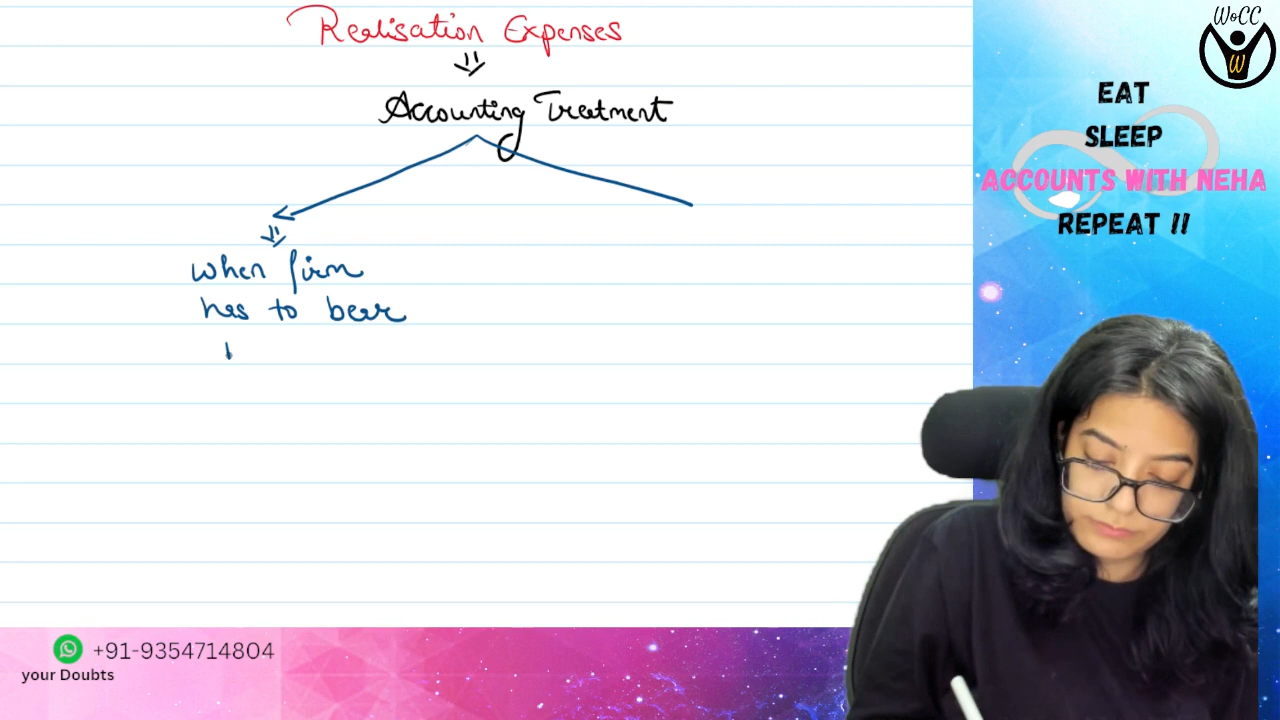 Realisation Expenses
Accounting Treatment
when firm
has to bear
WoCC
W
EAT
SLEEP
ACCOUNTS WITH NEHA
REPEAT !!
+91-9354714804
your Doubts